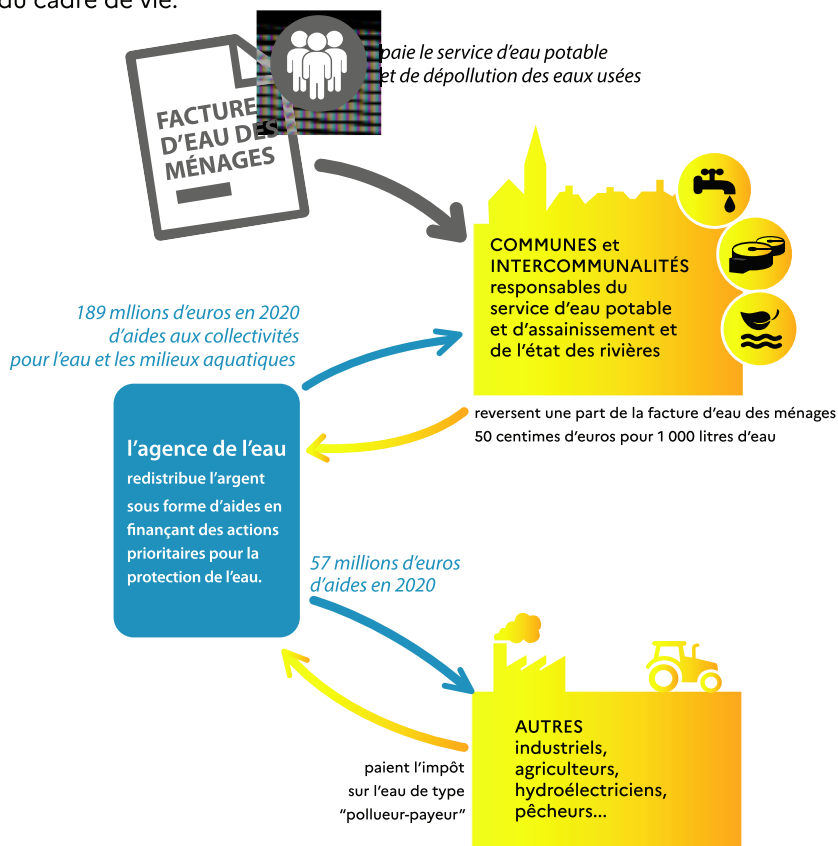 du cadre de vie.
paie le service d'eau potable
et de dépollution des eaux usées
FACTURE
D'EAU DES
MÉNAGES
COMMUNES et
INTERCOMMUNALITÉS
responsables du
service d'eau potable
et d'assainissement et
de l'état des rivières
189 mllions d'euros en 2020
d'aides aux collectivités
pour l'eau et les milieux aquatiques
reversent une part de la facture d'eau des ménages
50 centimes d'euros pour 1 000 litres d'eau
l'agence de l'eau
redistribue l'argent
sous forme d'aides en
finançant des actions
prioritaires pour la
protection de l'eau.
57 millions d'euros
d'aides en 2020
AUTRES
industriels,
agriculteurs,
hydroélectriciens,
pêcheurs...
paient l'impôt
sur l'eau de type
“pollueur-payeur”